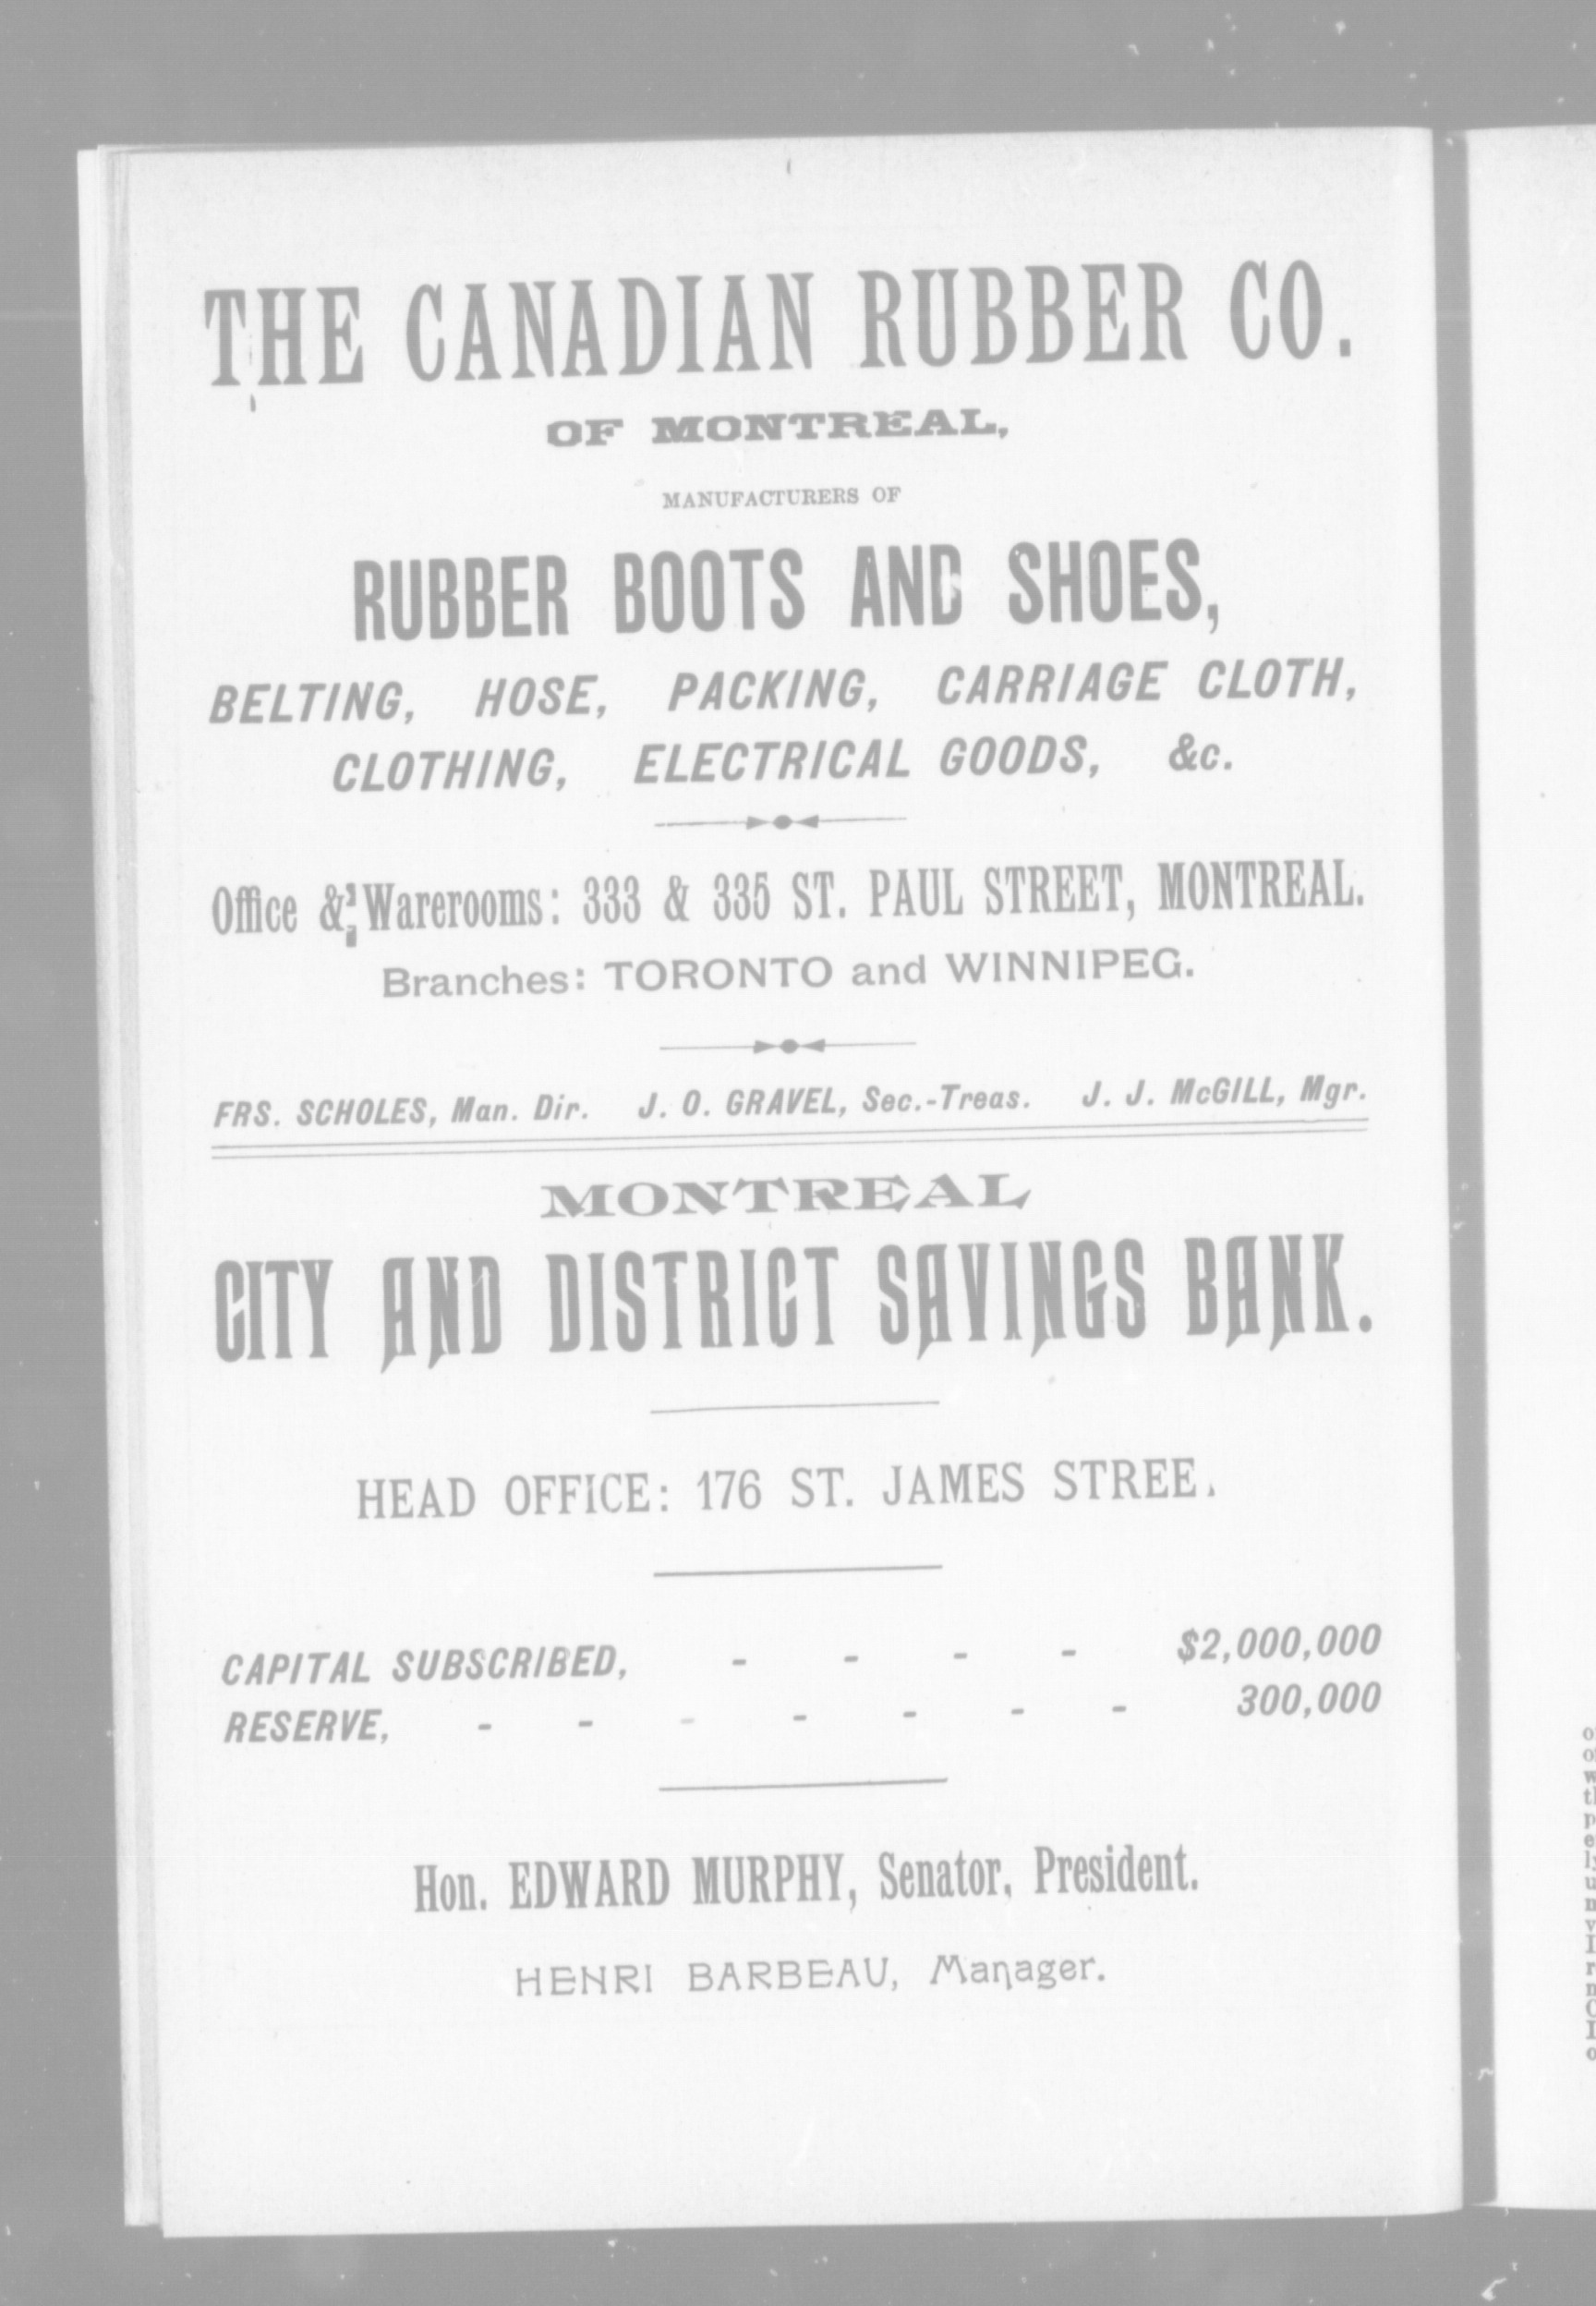 THE CANADIAN RUBBER CO.
OF MONTREAL,
MANUFACTURERS OF
RUBBER BOOTS AND SHOES,
BELTING, HOSE, PACKING, CARRIAGE CLOTH,
CLOTHING, ELECTRICAL GOODS, &c.
Office & Warerooms: 333 & 335 ST. PAUL STREET, MONTREAL.
Branches: TORONTO and WINNIPEG.
FRS. SCHOLES, Man. Dir. J. O. GRAVEL, Sec.-Treas. J. J. McGILL, Mgr.
MONTREAL
CITY AND DISTRICT SAVINGS BANK.
HEAD OFFICE: 176 ST. JAMES STREE.
CAPITAL SUBSCRIBED, - - - - $2,000,000
RESERVE, - - - - - - - 300,000
Hon. EDWARD MURPHY, Senator, President.
HENRI BARBEAU, Manager.